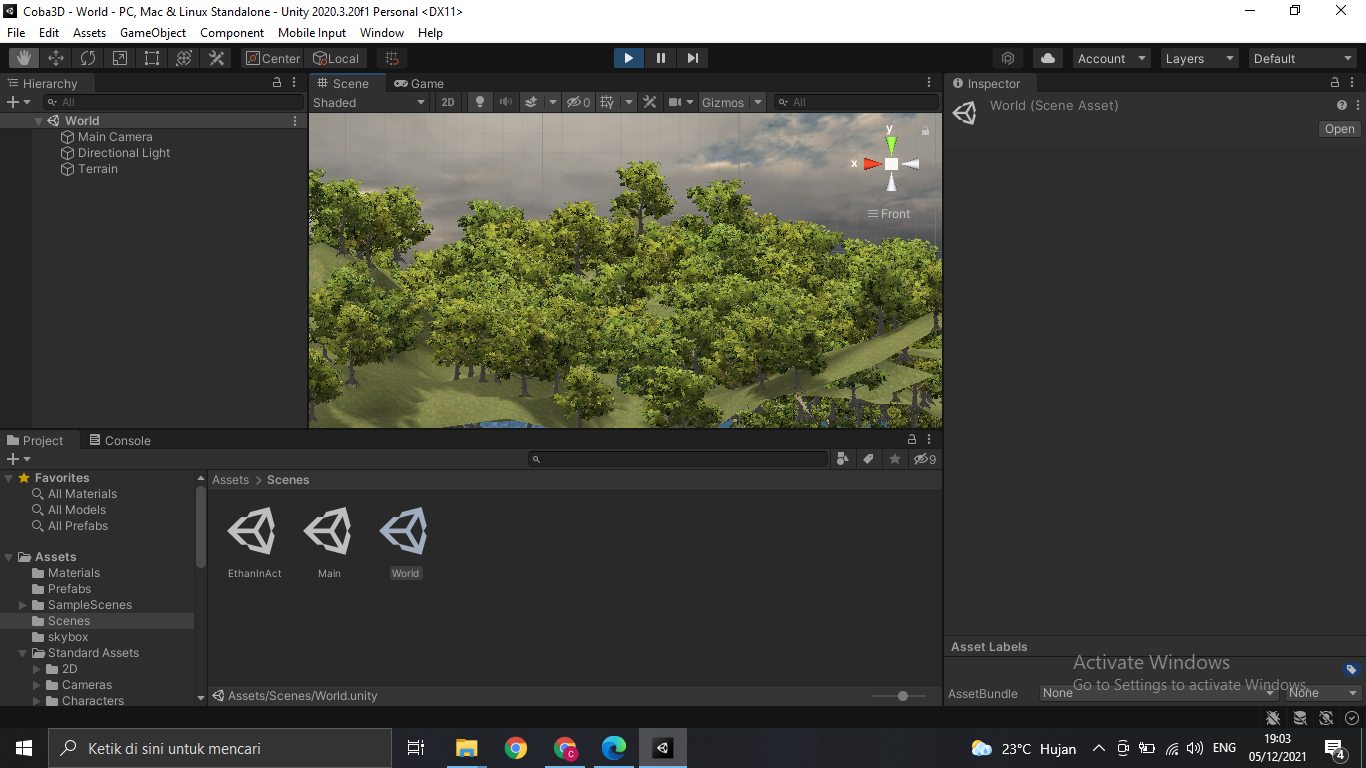 Coba3D - World - PC, Mac & Linux Standalone - Unity 2020.3.20f1 Personal <DX11>
File Edit Assets GameObject Component Mobile Input Window Help
Center Local Account Layers Default
Hierarchy Scene Game Inspector
All Shaded 2D 0 Gizmos All World (Scene Asset)
World
Open
Main Camera
Directional Light
Terrain
y
x
Front
Project Console
9
Favorites Assets > Scenes
All Materials
All Models
All Prefabs
Assets
Materials
Prefabs
SampleScenes
Scenes
skybox
Standard Assets
2D
Cameras
Characters
EthanInAct Main World
Assets/Scenes/World.unity
Asset Labels
Activate Windows
Go to Settings to activate Windows.
AssetBundle None None
Ketik di sini untuk mencari
23°C Hujan
ENG
19:03
05/12/2021
4